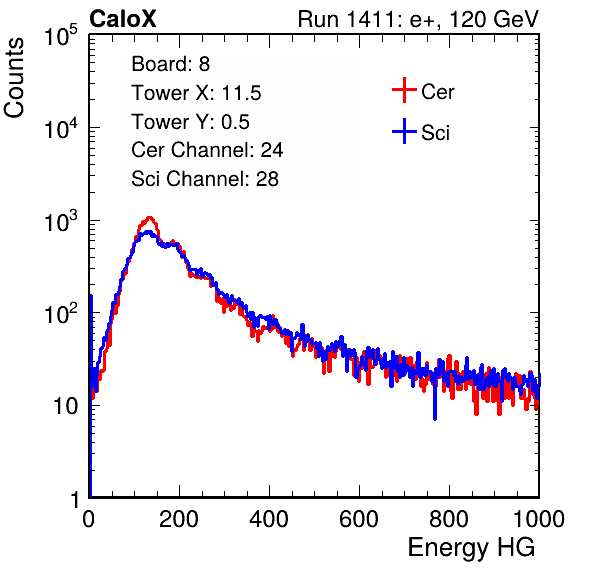 CaloX
Run 1411: e+, 120 GeV
Counts
10^5
10^4
10^3
10^2
10
1
Board: 8
Tower X: 11.5
Tower Y: 0.5
Cer Channel: 24
Sci Channel: 28
Cer
Sci
0 200 400 600 800 1000
Energy HG